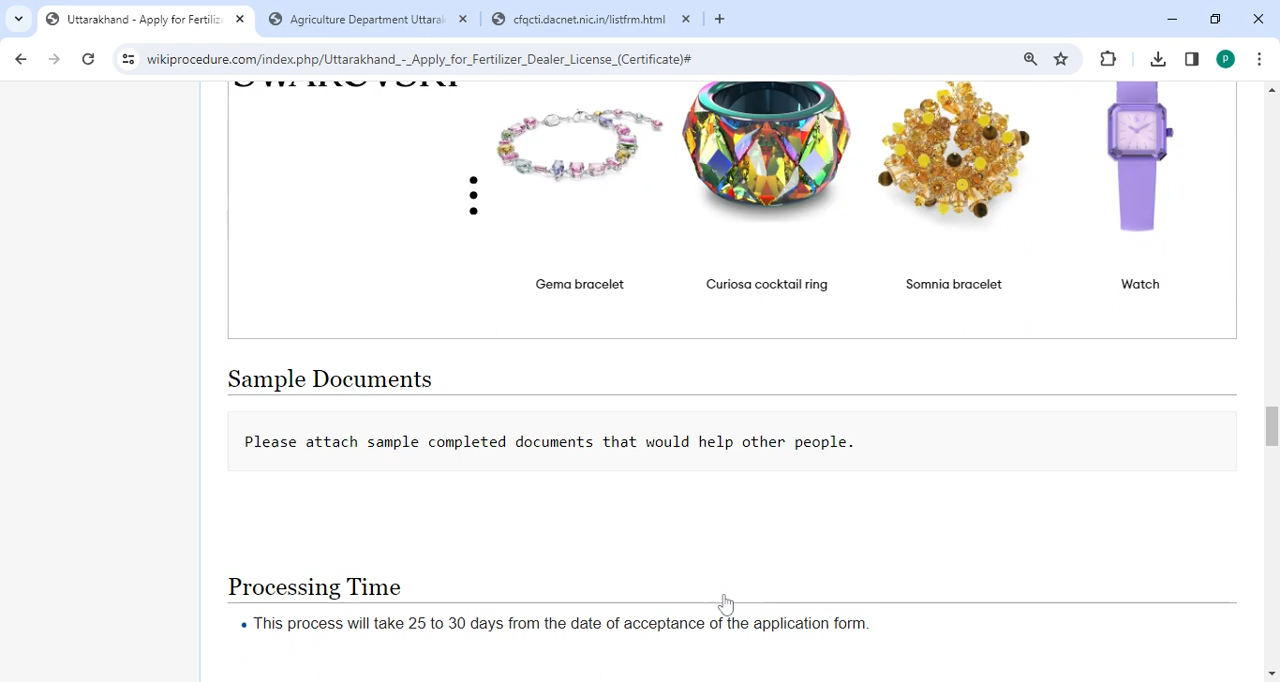 Uttarakhand - Apply for Fertiliz
Agriculture Department Uttarak
cfqcti.dacnet.nic.in/listfrm.html
wikiprocedure.com/index.php/Uttarakhand_-_Apply_for_Fertilizer_Dealer_License_(Certificate)#
P
SWAROVSKI
Gema bracelet
Curiosa cocktail ring
Somnia bracelet
Watch
Sample Documents
Please attach sample completed documents that would help other people.
Processing Time
• This process will take 25 to 30 days from the date of acceptance of the application form.